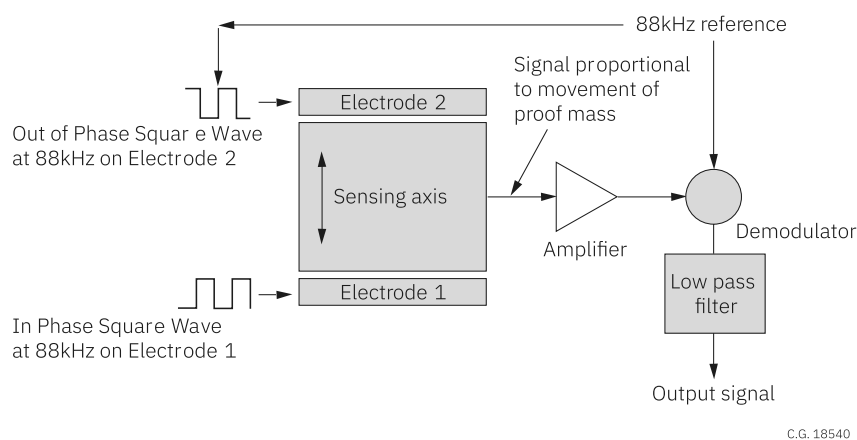 88kHz reference
Signal proportional
to movement of
proof mass
Electrode 2
Out of Phase Squar e Wave
at 88kHz on Electrode 2
Sensing axis
Amplifier
Demodulator
Low pass
filter
Electrode 1
In Phase Square Wave
at 88kHz on Electrode 1
Output signal
C.G. 18540